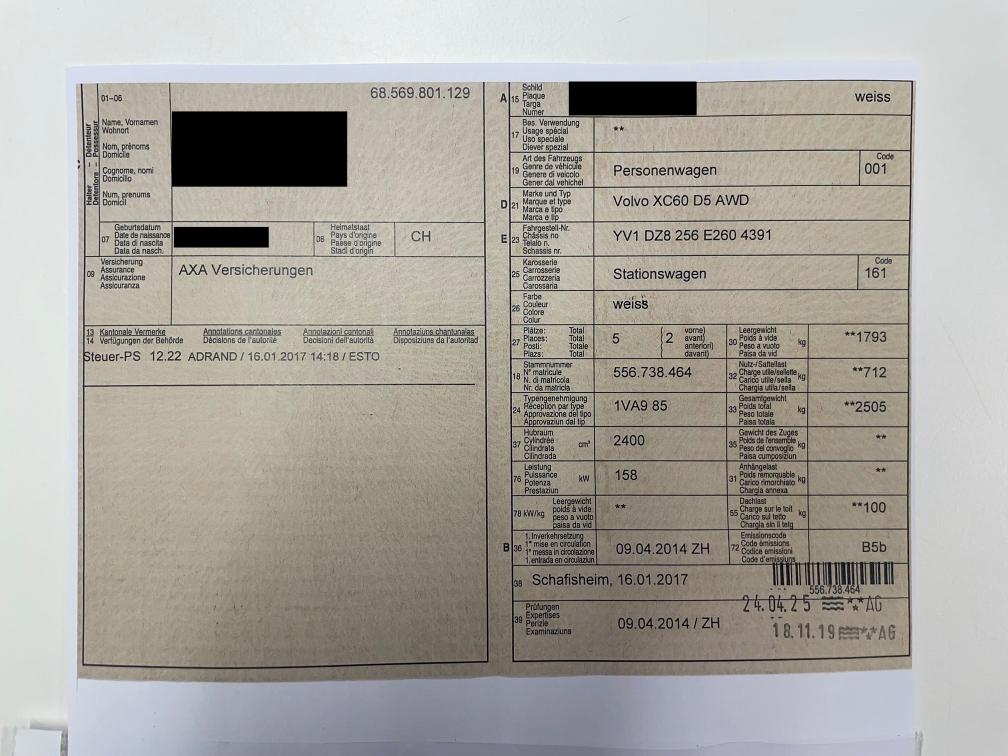 01-06
68.569.801.129
Halter – Détenteur
Detentore – Possessur
Name, Vornamen
Wohnort
Nom, prénoms
Domicile
Cognome, nomi
Domicilio
Num, prenums
Domicil
C
07
Geburtsdatum
Date de naissance
Data di nascita
Data da nasch.
08
Heimatstaat
Pays d'origine
Paese d'origine
Stadi d'origin
CH
09
Versicherung
Assurance
Assicurazione
Assicuranza
AXA Versicherungen
13 Kantonale Vermerke Annotations cantonales Annotazioni cantonali Annotaziuns chantunalas
14 Verfügungen der Behörde Décisions de l'autorité Decisioni dell'autorità Disposiziuns da l'autoritad
Steuer-PS 12.22 ADRAND / 16.01.2017 14:18 / ESTO
A 15
Schild
Plaque
Targa
Numer
weiss
17
Bes. Verwendung
Usage spécial
Uso speciale
Diever spezial
**
19
Art des Fahrzeugs
Genre de véhicule
Genere di veicolo
Gener dal vehichel
Personenwagen
Code
001
D 21
Marke und Typ
Marque et type
Marca e tipo
Marca e tip
Volvo XC60 D5 AWD
E 23
Fahrgestell-Nr.
Châssis no
Telaio n.
Schassis nr.
YV1 DZ8 256 E260 4391
25
Karosserie
Carrosserie
Carrozzeria
Carossaria
Stationswagen
Code
161
26
Farbe
Couleur
Colore
Colur
weiss
27
Plätze: Total
Places: Total
Posti: Totale
Plazs: Total
5
2
vorne)
avant)
anteriori)
davant)
30
Leergewicht
Poids à vide
Peso a vuoto
Paisa da vid
kg
**1793
18
Stammnummer
N° matricule
N. di matricola
Nr. da matricla
556.738.464
32
Nutz-/Sattellast
Charge utile/sellette
Carico utile/sella
Chargia utila/sella
kg
**712
24
Typengenehmigung
Réception par type
Approvazione del tipo
Approvaziun dal tip
1VA9 85
33
Gesamtgewicht
Poids total
Peso totale
Paisa totala
kg
**2505
37
Hubraum
Cylindrée
Cilindrata
Cilindrada
cm³
2400
35
Gewicht des Zuges
Poids de l'ensemble
Peso del convoglio
Paisa cumposiziun
kg
**
76
Leistung
Puissance
Potenza
Prestaziun
kW
158
31
Anhängelast
Poids remorquable
Carico rimorchiato
Chargia annexa
kg
**
78 kW/kg
Leergewicht
poids à vide
peso a vuoto
paisa da vid
**
55
Dachlast
Charge sur le toit
Carico sul tetto
Chargia sin il tetg
kg
**100
B 36
1. Inverkehrsetzung
1re mise en circulation
1a messa in circolazione
1. entrada en circulaziun
09.04.2014 ZH
72
Emissionscode
Code émissions
Codice emissioni
Code d'emissiuns
B5b
38 Schafisheim, 16.01.2017
556.738.464
24.04.25 AG
39
Prüfungen
Expertises
Perizie
Examinaziuns
09.04.2014 / ZH
18.11.19 AG